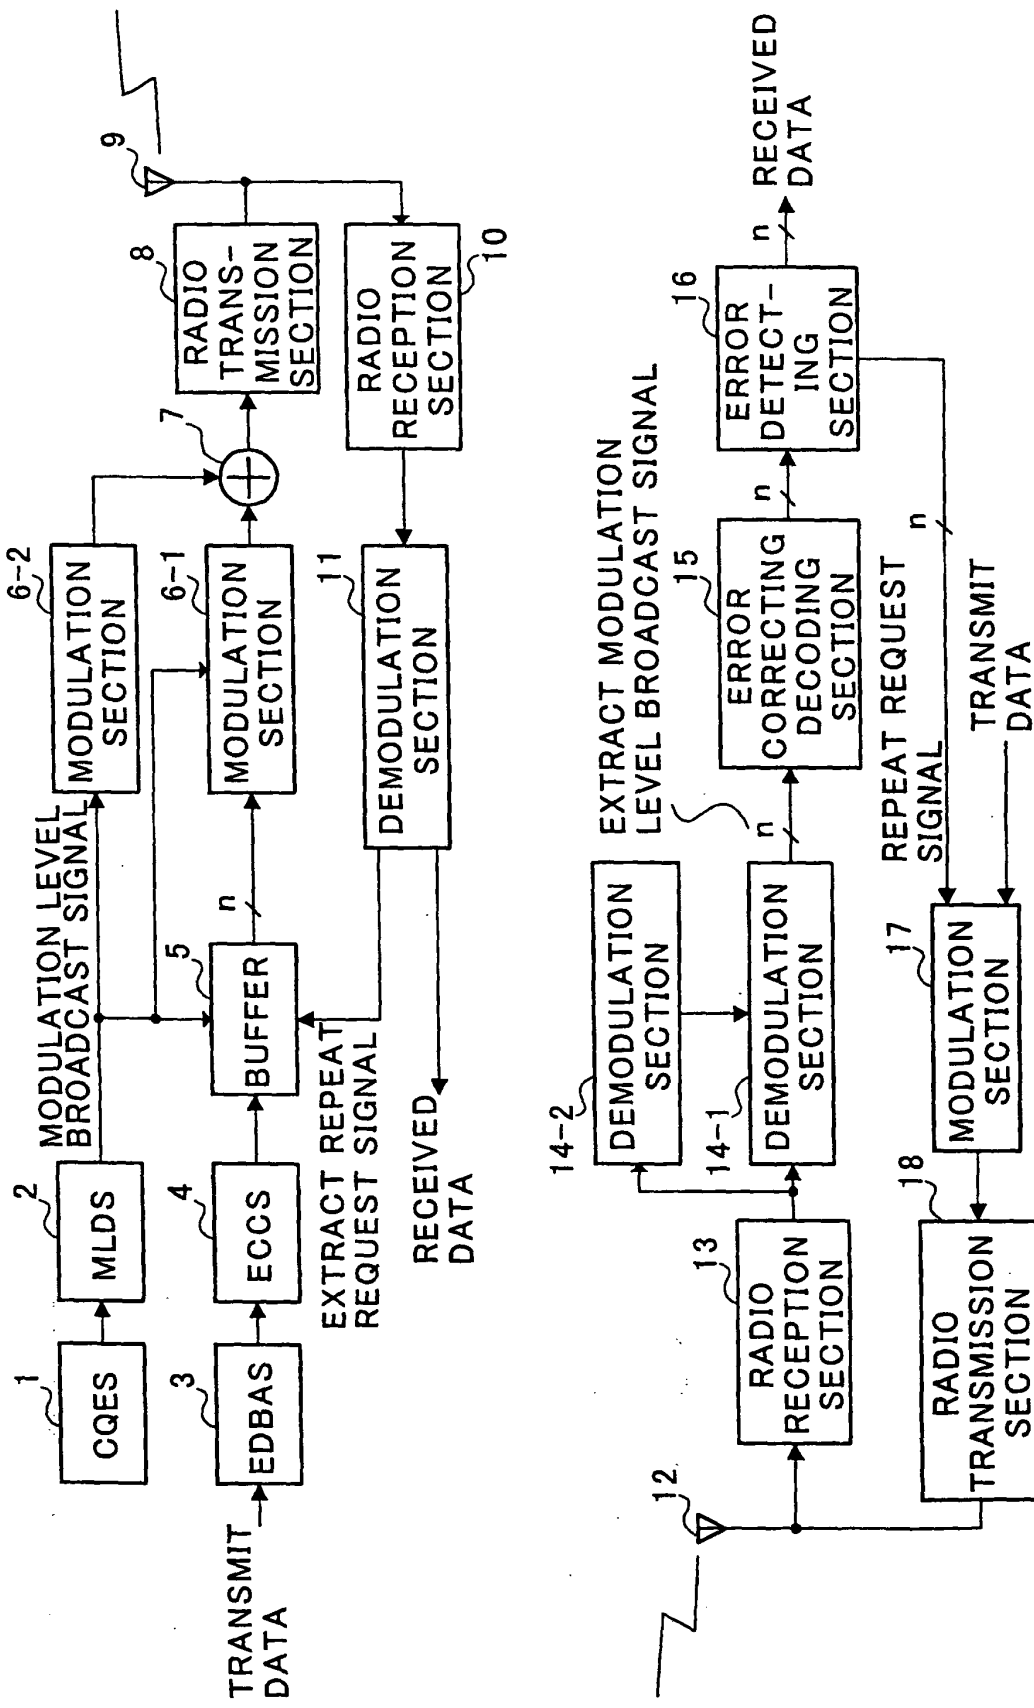 1
CQES
2
MLDS
MODULATION LEVEL
BROADCAST SIGNAL
6-2
MODULATION
SECTION
TRANSMIT
DATA
3
EDBAS
4
ECCS
5
BUFFER
n
6-1
MODULATION
SECTION
7
8
RADIO
TRANS-
MISSION
SECTION
9
EXTRACT REPEAT
REQUEST SIGNAL
RECEIVED
DATA
11
DEMODULATION
SECTION
RADIO
RECEPTION
SECTION
10
12
13
RADIO
RECEPTION
SECTION
14-2
DEMODULATION
SECTION
14-1
DEMODULATION
SECTION
EXTRACT MODULATION
LEVEL BROADCAST SIGNAL
n
15
ERROR
CORRECTING
DECODING
SECTION
n
16
ERROR
DETECT-
ING
SECTION
n
RECEIVED
DATA
18
RADIO
TRANSMISSION
SECTION
17
MODULATION
SECTION
REPEAT REQUEST
SIGNAL
n
TRANSMIT
DATA